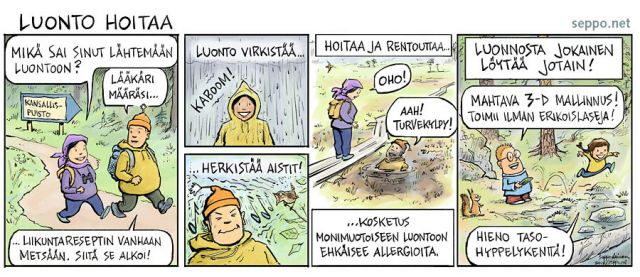 LUONTO HOITAA
seppo.net
MIKÄ SAI SINUT LÄHTEMÄÄN
LUONTOON?
LÄÄKÄRI
MÄÄRÄSI...
KANSALLIS-
PUISTO
...LIIKUNTARESEPTIN VANHAAN
METSÄÄN. SIITÄ SE ALKOI!
LUONTO VIRKISTÄÄ...
KABOOM!
...HERKISTÄÄ AISTIT!
HOITAA JA RENTOUTTAA...
OHO!
AAH!
TURVEKYLPY!
...KOSKETUS
MONIMUOTOISEEN LUONTOON
EHKÄISEE ALLERGIOITA.
LUONNOSTA JOKAINEN
LÖYTÄÄ JOTAIN!
MAHTAVA 3-D MALLINNUS!
TOIMII ILMAN ERIKOISLASEJA!
HIENO TASO-
HYPPELYKENTTÄ!